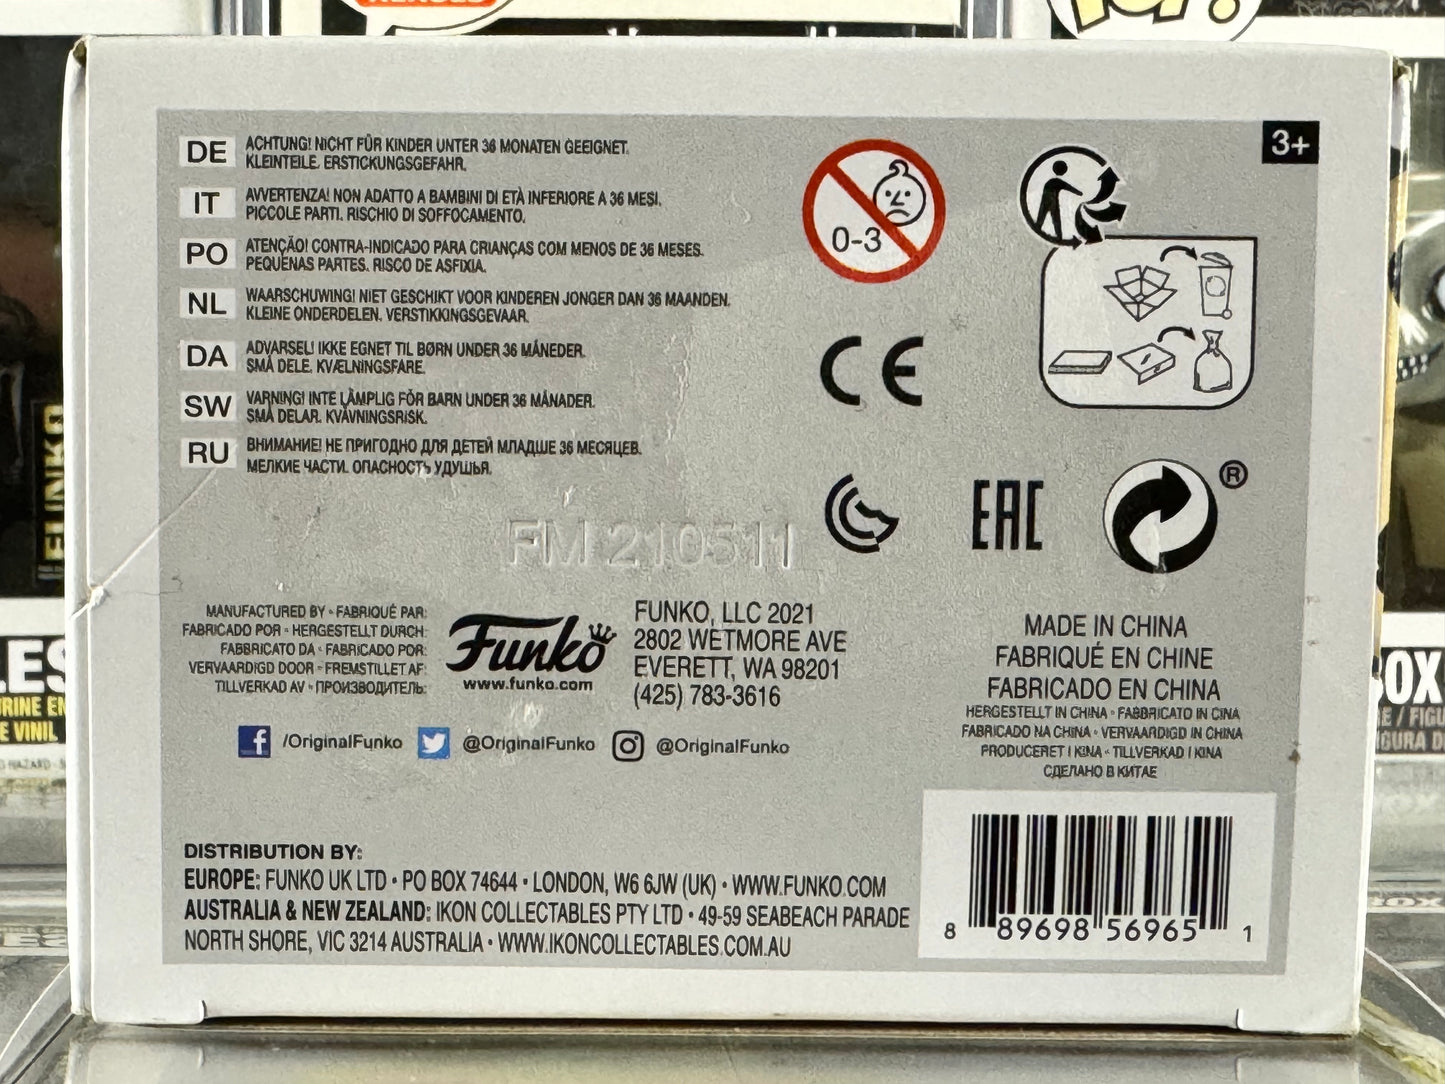 3+
DE
ACHTUNG! NICHT FÜR KINDER UNTER 36 MONATEN GEEIGNET.
KLEINTEILE. ERSTICKUNGSGEFAHR.
IT
AVVERTENZA! NON ADATTO A BAMBINI DI ETÀ INFERIORE A 36 MESI.
PICCOLE PARTI. RISCHIO DI SOFFOCAMENTO.
PO
ATENÇÃO! CONTRA-INDICADO PARA CRIANÇAS COM MENOS DE 36 MESES.
PEQUENAS PARTES. RISCO DE ASFIXIA.
NL
WAARSCHUWING! NIET GESCHIKT VOOR KINDEREN JONGER DAN 36 MAANDEN.
KLEINE ONDERDELEN. VERSTIKKINGSGEVAAR.
DA
ADVARSEL! IKKE EGNET TIL BØRN UNDER 36 MÅNEDER.
SMÅ DELE. KVÆLNINGSFARE.
SW
VARNING! INTE LÄMPLIG FÖR BARN UNDER 36 MÅNADER.
SMÅ DELAR. KVÄVNINGSRISK.
RU
ВНИМАНИЕ! НЕ ПРИГОДНО ДЛЯ ДЕТЕЙ МЛАДШЕ 36 МЕСЯЦЕВ.
МЕЛКИЕ ЧАСТИ. ОПАСНОСТЬ УДУШЬЯ.
0-3
CE
EAC
®
FM 210511
MANUFACTURED BY • FABRIQUÉ PAR:
FABRICADO POR • HERGESTELLT DURCH:
FABBRICATO DA • FABRICADO POR:
VERVAARDIGD DOOR • FREMSTILLET AF:
TILLVERKAD AV • ПРОИЗВОДИТЕЛЬ:
Funko
www.funko.com
FUNKO, LLC 2021
2802 WETMORE AVE
EVERETT, WA 98201
(425) 783-3616
/OriginalFunko
@OriginalFunko
@OriginalFunko
MADE IN CHINA
FABRIQUÉ EN CHINE
FABRICADO EN CHINA
HERGESTELLT IN CHINA • FABBRICATO IN CINA
FABRICADO NA CHINA • VERVAARDIGD IN CHINA
PRODUCERET I KINA • TILLVERKAD I KINA
СДЕЛАНО В КИТАЕ
DISTRIBUTION BY:
EUROPE: FUNKO UK LTD • PO BOX 74644 • LONDON, W6 6JW (UK) • WWW.FUNKO.COM
AUSTRALIA & NEW ZEALAND: IKON COLLECTABLES PTY LTD • 49-59 SEABEACH PARADE
NORTH SHORE, VIC 3214 AUSTRALIA • WWW.IKONCOLLECTABLES.COM.AU
8 89698 56965 1
FUNKO